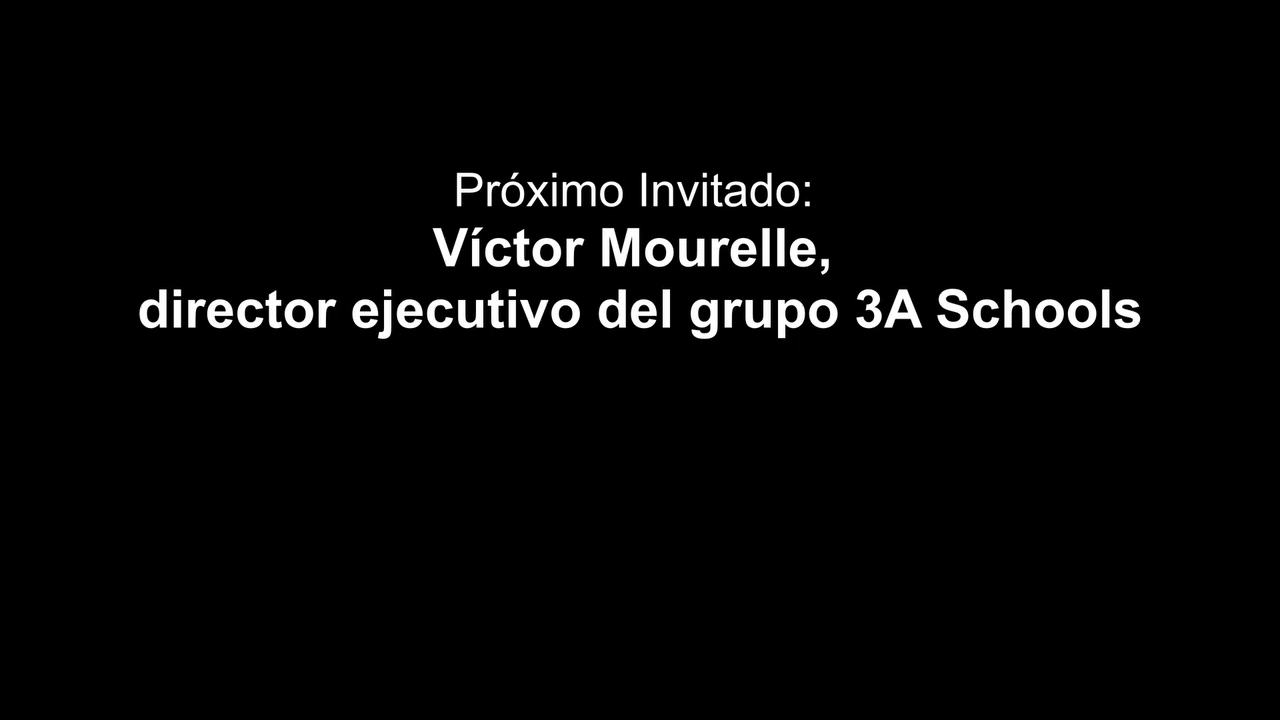 Próximo Invitado:
Víctor Mourelle,
director ejecutivo del grupo 3A Schools